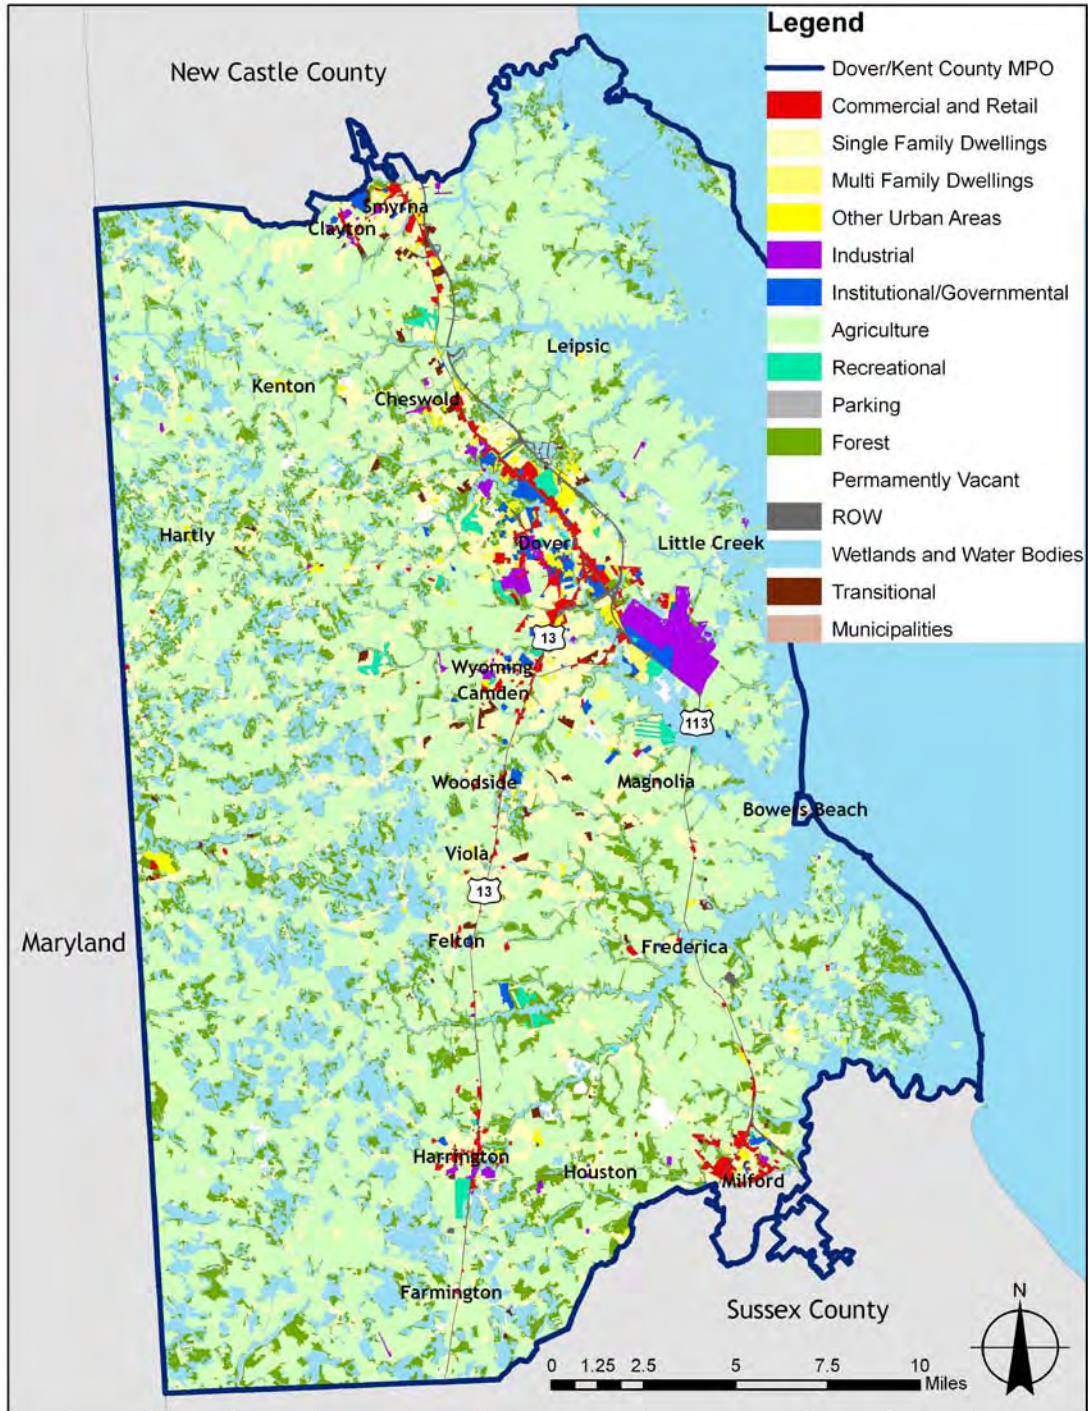 Legend
Dover/Kent County MPO
Commercial and Retail
Single Family Dwellings
Multi Family Dwellings
Other Urban Areas
Industrial
Institutional/Governmental
Agriculture
Recreational
Parking
Forest
Permamently Vacant
ROW
Wetlands and Water Bodies
Transitional
Municipalities
New Castle County
Smyrna
Clayton
Leipsic
Kenton
Cheswold
Hartly
Dover
Little Creek
13
Wyoming
Camden
113
Woodside
Magnolia
Bowers Beach
Viola
13
Maryland
Felton
Frederica
Harrington
Houston
Milford
Farmington
Sussex County
N
0 1.25 2.5 5 7.5 10
Miles